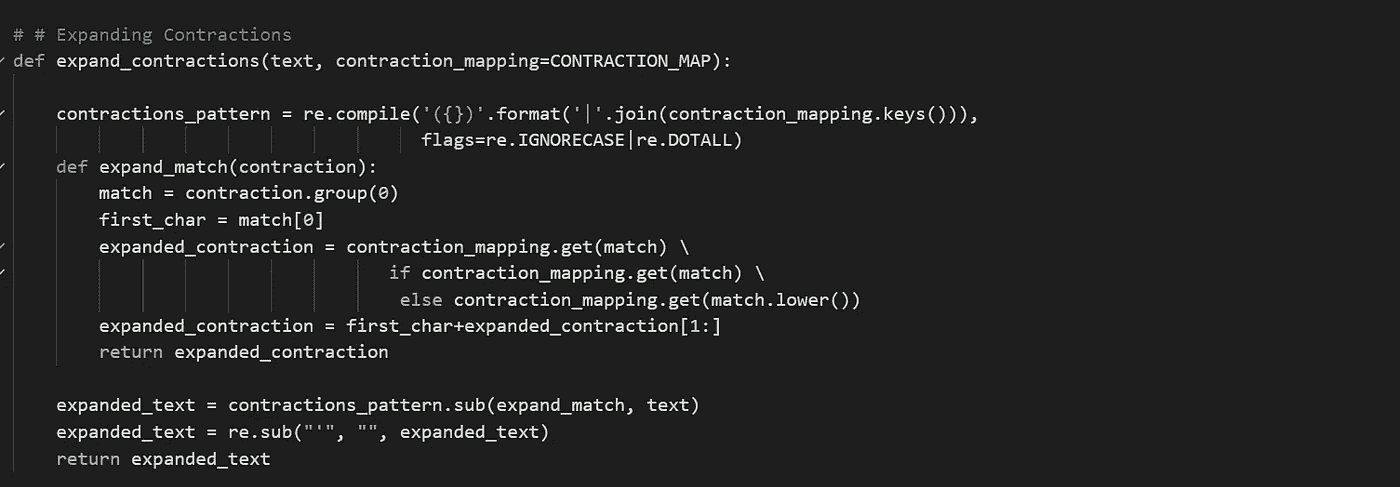 # # Expanding Contractions
def expand_contractions(text, contraction_mapping=CONTRACTION_MAP):
contractions_pattern = re.compile('({})'.format('|'.join(contraction_mapping.keys())),
flags=re.IGNORECASE|re.DOTALL)
def expand_match(contraction):
match = contraction.group(0)
first_char = match[0]
expanded_contraction = contraction_mapping.get(match) \
if contraction_mapping.get(match) \
else contraction_mapping.get(match.lower())
expanded_contraction = first_char+expanded_contraction[1:]
return expanded_contraction
expanded_text = contractions_pattern.sub(expand_match, text)
expanded_text = re.sub("'", "", expanded_text)
return expanded_text